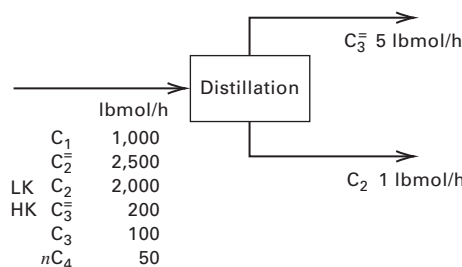 C₃⁼ 5 lbmol/h
Distillation
lbmol/h
C₁ 1,000
C₂⁼ 2,500
LK C₂ 2,000
HK C₃⁼ 200
C₃ 100
nC₄ 50
C₂ 1 lbmol/h